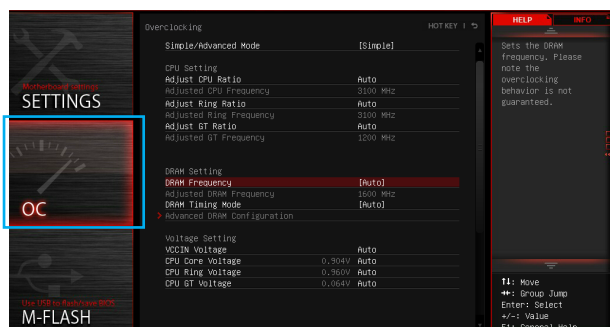 Motherboard settings
SETTINGS
OC
Use USB to flash/save BIOS
M-FLASH
Overclocking
HOT KEY
Simple/Advanced Mode [Simple]
CPU Setting
Adjust CPU Ratio Auto
Adjusted CPU Frequency 3100 MHz
Adjust Ring Ratio Auto
Adjusted Ring Frequency 3100 MHz
Adjust GT Ratio Auto
Adjusted GT Frequency 1200 MHz
DRAM Setting
DRAM Frequency [Auto]
Adjusted DRAM Frequency 1600 MHz
DRAM Timing Mode [Auto]
> Advanced DRAM Configuration
Voltage Setting
VCCIN Voltage Auto
CPU Core Voltage 0.904V Auto
CPU Ring Voltage 0.960V Auto
CPU GT Voltage 0.064V Auto
HELP
INFO
Sets the DRAM
frequency. Please
note the
overclocking
behavior is not
guaranteed.
↑↓: Move
→←: Group Jump
Enter: Select
+/-: Value
F1: General Help